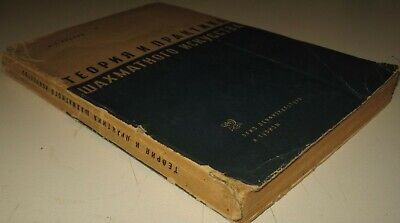 ТЕОРИЯ И ПРАКТИКА
ШАХМАТНОГО ИСКУССТВА
ТЕОРИЯ И ПРАКТИКА ШАХМАТНОГО ИСКУССТВА